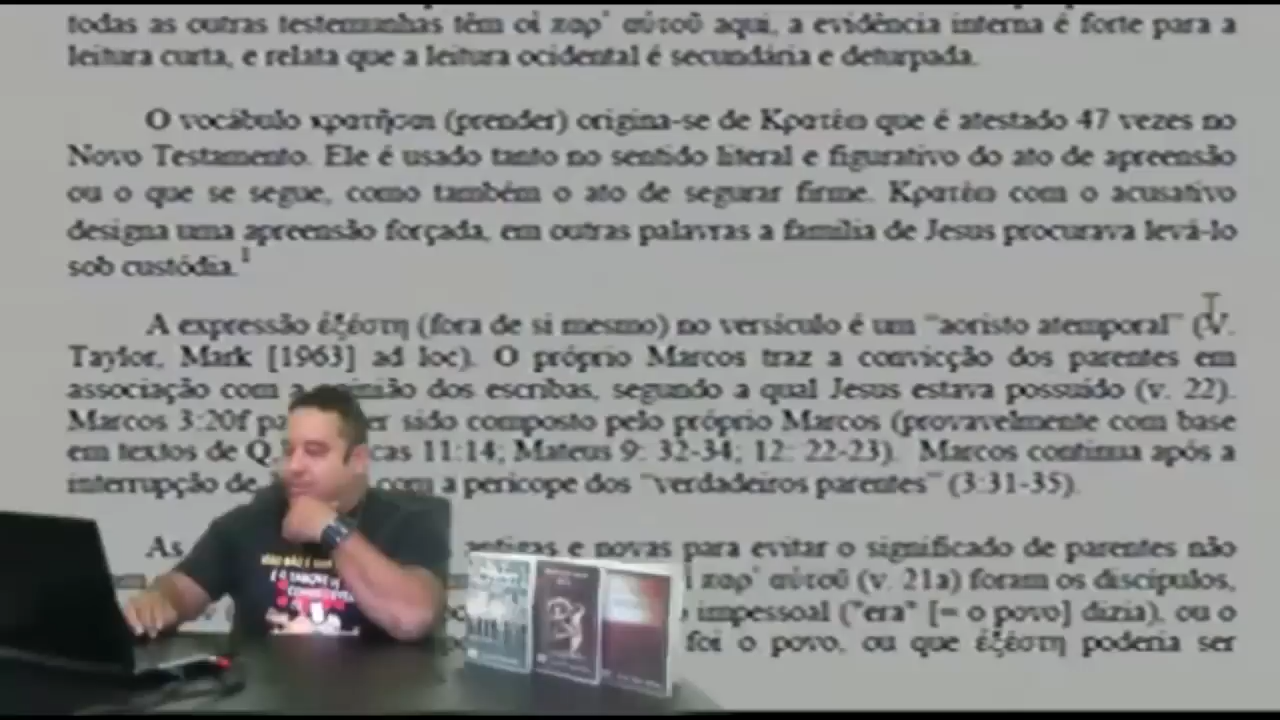 todas as outras testemunhas têm οἱ παρ᾽ αὐτοῦ aqui, a evidência interna é forte para a
leitura curta, e relata que a leitura ocidental é secundária e deturpada.
O vocábulo κρατῆσαι (prender) origina-se de Κρατέω que é atestado 47 vezes no
Novo Testamento. Ele é usado tanto no sentido literal e figurativo do ato de apreensão
ou o que se segue, como também o ato de segurar firme. Κρατέω com o acusativo
designa uma apreensão forçada, em outras palavras a família de Jesus procurava levá-lo
sob custódia.1
A expressão ἐξέστη (fora de si mesmo) no versículo é um "aoristo atemporal" (V.
Taylor, Mark [1963] ad loc). O próprio Marcos traz a convicção dos parentes em
associação com a opinião dos escribas, segundo a qual Jesus estava possuído (v. 22).
Marcos 3:20f sido composto pelo próprio Marcos (provavelmente com base
em textos de Q 11:14; Mateus 9: 32-34; 12: 22-23). Marcos continua após a
interrupção de com a perícope dos "verdadeiros parentes" (3:31-35).
As antigas e novas para evitar o significado de parentes não
παρ᾽ αὐτοῦ (v. 21a) foram os discípulos,
impessoal ("era" [= o povo] dizia), ou o
foi o povo, ou que ἐξέστη poderia ser